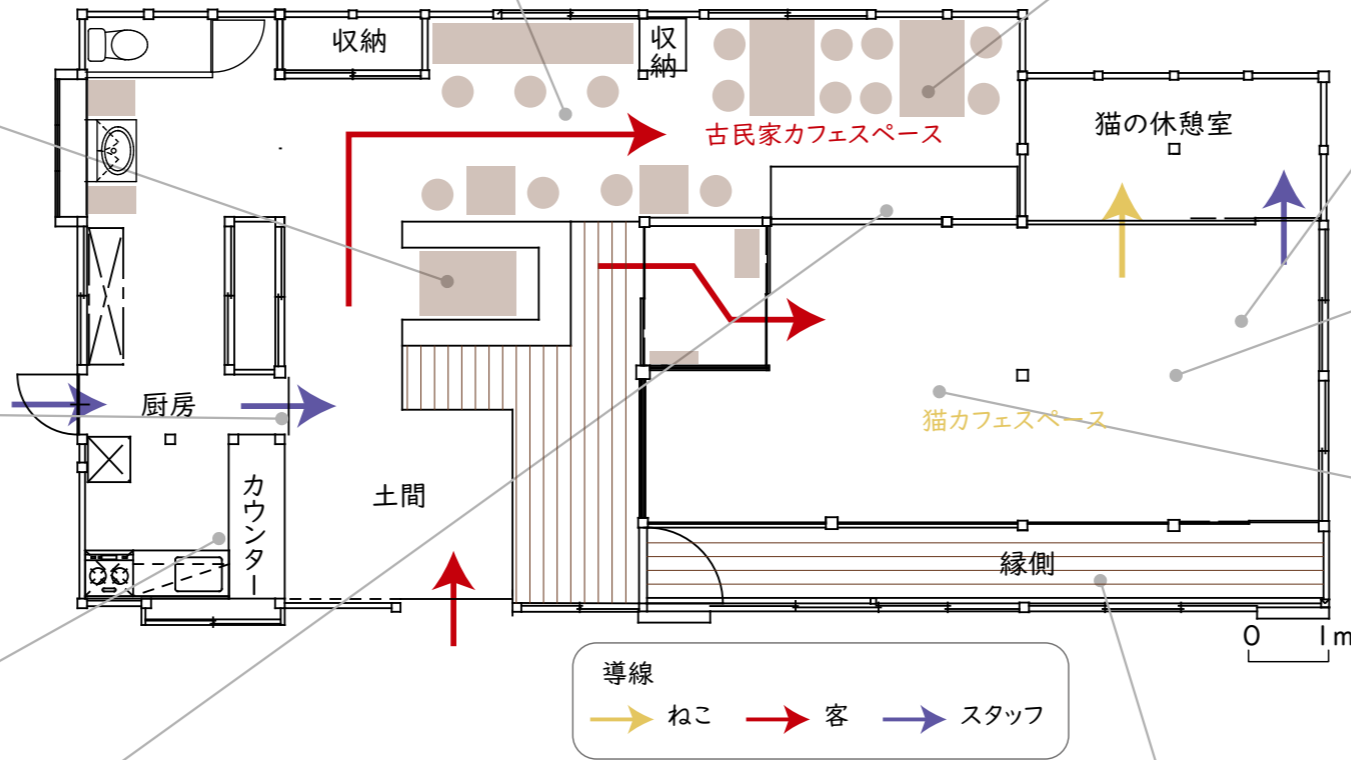 収納
収納
古民家カフェスペース
猫の休憩室
厨房
猫カフェスペース
カウンター
土間
縁側
0 1m
導線
ねこ 客 スタッフ